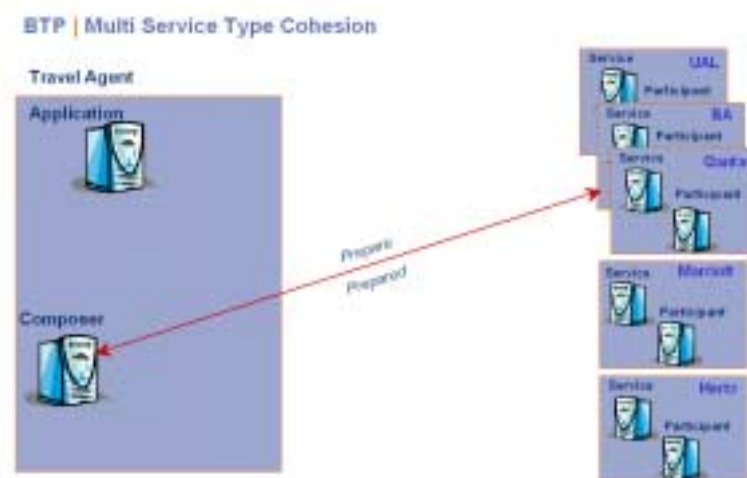 BTP | Multi Service Type Cohesion
Travel Agent
Application
Composer
Prepare
Prepared
Service UAL
Participant
Service BA
Participant
Service
Participant
Service Marriott
Participant
Service Hertz
Participant